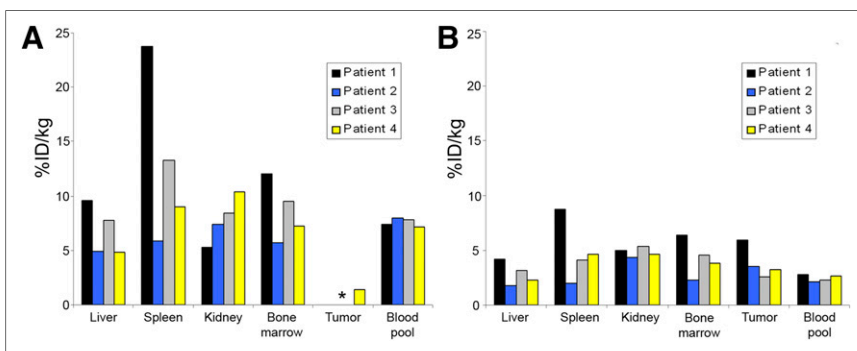 A
%ID/kg
25
20
15
10
5
0
Patient 1
Patient 2
Patient 3
Patient 4
*
Liver Spleen Kidney Bone marrow Tumor Blood pool
B
%ID/kg
25
20
15
10
5
0
Patient 1
Patient 2
Patient 3
Patient 4
Liver Spleen Kidney Bone marrow Tumor Blood pool